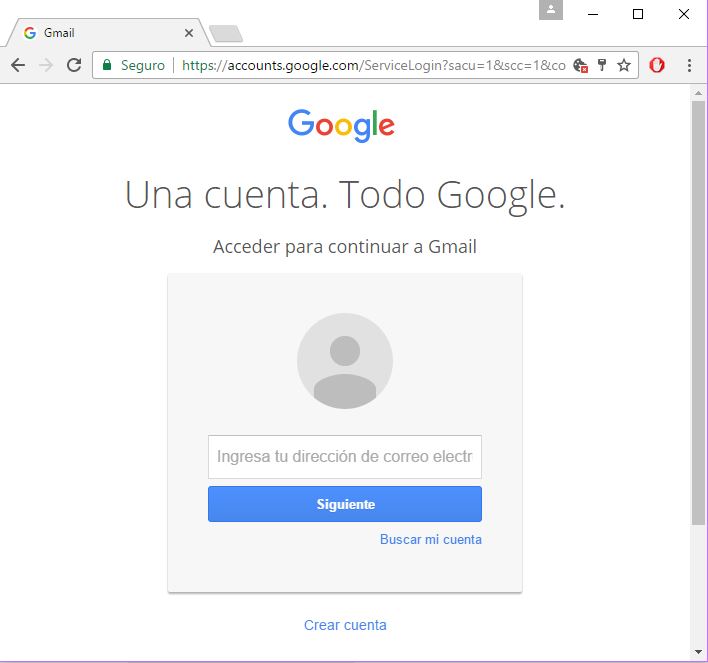 Gmail
Seguro | https://accounts.google.com/ServiceLogin?sacu=1&scc=1&co
Google
Una cuenta. Todo Google.
Acceder para continuar a Gmail
Ingresa tu dirección de correo electr
Siguiente
Buscar mi cuenta
Crear cuenta